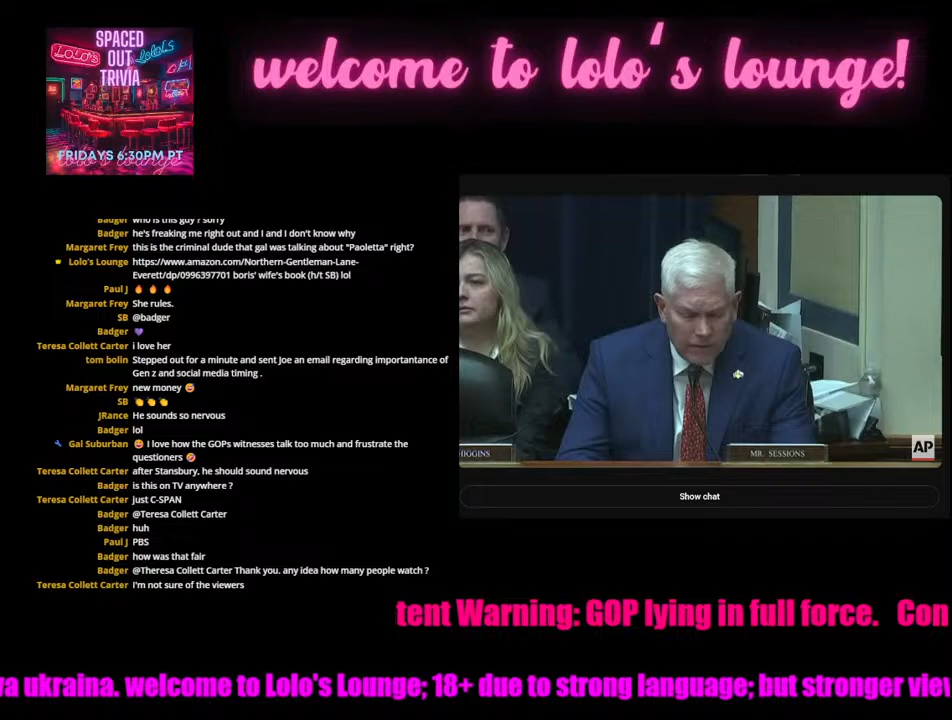 SPACED
OUT
TRIVIA
LOLO'S
FRIDAYS 6:30PM PT
lolo's lounge
welcome to lolo's lounge!
Badger who is this guy ? sorry
Badger he's freaking me right out and I and I don't know why
Margaret Frey this is the criminal dude that gal was talking about "Paoletta" right?
Lolo's Lounge https://www.amazon.com/Northern-Gentleman-Lane-
Everett/dp/0996397701 boris' wife's book (h/t SB) lol
Paul J 🔥 🔥 🔥
Margaret Frey She rules.
SB @badger
Badger 💜
Teresa Collett Carter i love her
tom bolin Stepped out for a minute and sent Joe an email regarding importantance of
Gen z and social media timing .
Margaret Frey new money 😅
SB 👏👏👏
JRance He sounds so nervous
Badger lol
Gal Suburban 😆 I love how the GOPs witnesses talk too much and frustrate the
questioners 🤣
Teresa Collett Carter after Stansbury, he should sound nervous
Badger is this on TV anywhere ?
Teresa Collett Carter just C-SPAN
Badger @Teresa Collett Carter
Badger huh
Paul J PBS
Badger how was that fair
Badger @Theresa Collett Carter Thank you. any idea how many people watch ?
Teresa Collett Carter I'm not sure of the viewers
HIGGINS
MR. SESSIONS
AP
Show chat
tent Warning: GOP lying in full force. Con
va ukraina. welcome to Lolo's Lounge; 18+ due to strong language; but stronger view